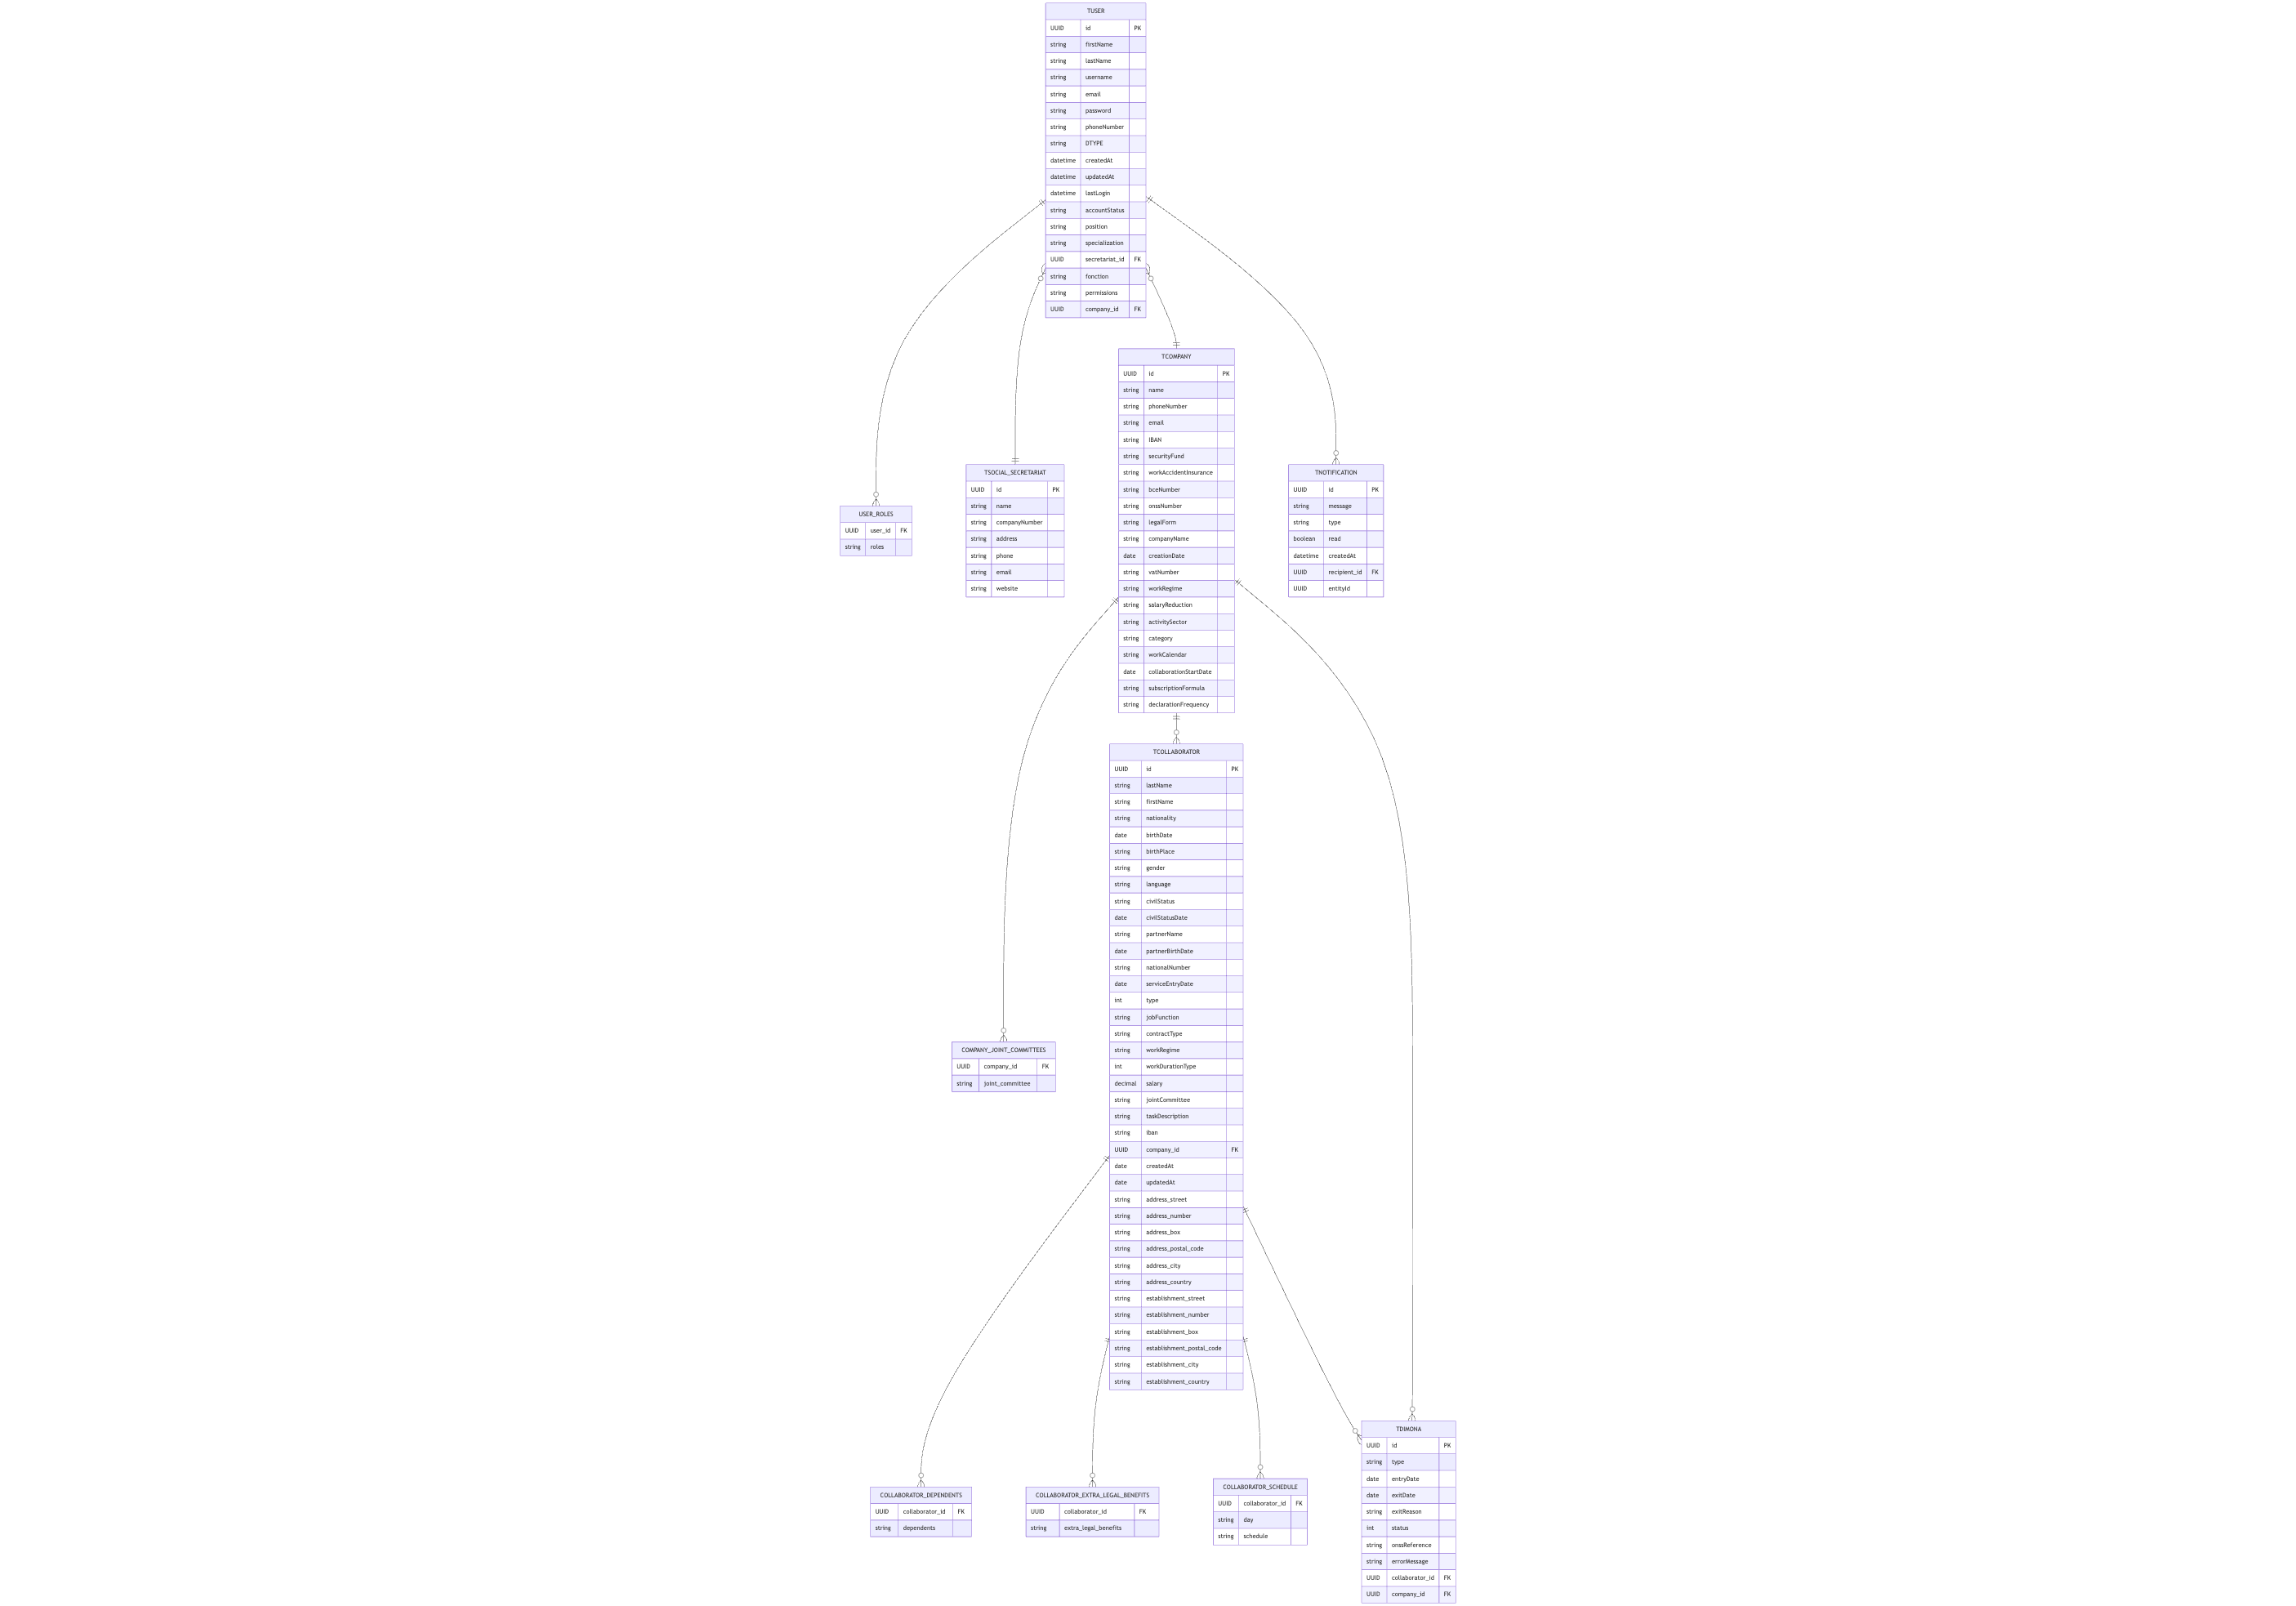 TUSER
UUID id PK
string firstName
string lastName
string username
string email
string password
string phoneNumber
string DTYPE
datetime createdAt
datetime updatedAt
datetime lastLogin
string accountStatus
string position
string specialization
UUID secretariat_id FK
string fonction
string permissions
UUID company_id FK
TCOMPANY
UUID id PK
string name
string phoneNumber
string email
string IBAN
string securityFund
string workAccidentInsurance
string bceNumber
string onssNumber
string legalForm
string companyName
date creationDate
string vatNumber
string workRegime
string salaryReduction
string activitySector
string category
string workCalendar
date collaborationStartDate
string subscriptionFormula
string declarationFrequency
TSOCIAL_SECRETARIAT
UUID id PK
string name
string companyNumber
string address
string phone
string email
string website
TNOTIFICATION
UUID id PK
string message
string type
boolean read
datetime createdAt
UUID recipient_id FK
UUID entityId
USER_ROLES
UUID user_id FK
string roles
TCOLLABORATOR
UUID id PK
string lastName
string firstName
string nationality
date birthDate
string birthPlace
string gender
string language
string civilStatus
date civilStatusDate
string partnerName
date partnerBirthDate
string nationalNumber
date serviceEntryDate
int type
string jobFunction
string contractType
string workRegime
int workDurationType
decimal salary
string jointCommittee
string taskDescription
string iban
UUID company_id FK
date createdAt
date updatedAt
string address_street
string address_number
string address_box
string address_postal_code
string address_city
string address_country
string establishment_street
string establishment_number
string establishment_box
string establishment_postal_code
string establishment_city
string establishment_country
COMPANY_JOINT_COMMITTEES
UUID company_id FK
string joint_committee
TDIMONA
UUID id PK
string type
date entryDate
date exitDate
string exitReason
int status
string onssReference
string errorMessage
UUID collaborator_id FK
UUID company_id FK
COLLABORATOR_DEPENDENTS
UUID collaborator_id FK
string dependents
COLLABORATOR_EXTRA_LEGAL_BENEFITS
UUID collaborator_id FK
string extra_legal_benefits
COLLABORATOR_SCHEDULE
UUID collaborator_id FK
string day
string schedule